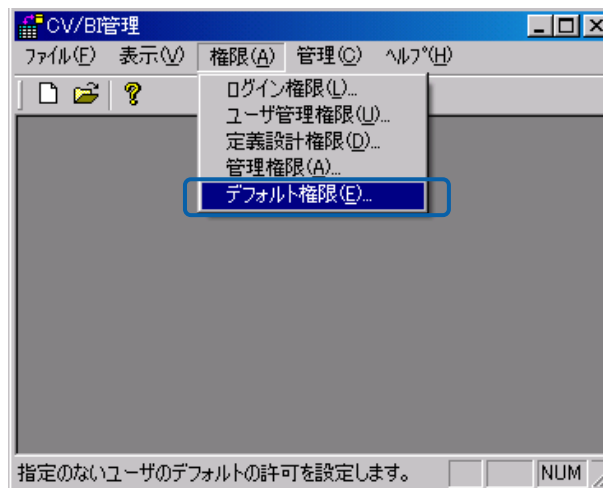 CV/BI管理
ファイル(F) 表示(V) 権限(A) 管理(C) ヘルプ(H)
ログイン権限(L)...
ユーザ管理権限(U)...
定義設計権限(D)...
管理権限(A)...
デフォルト権限(E)...
指定のないユーザのデフォルトの許可を設定します。 NUM